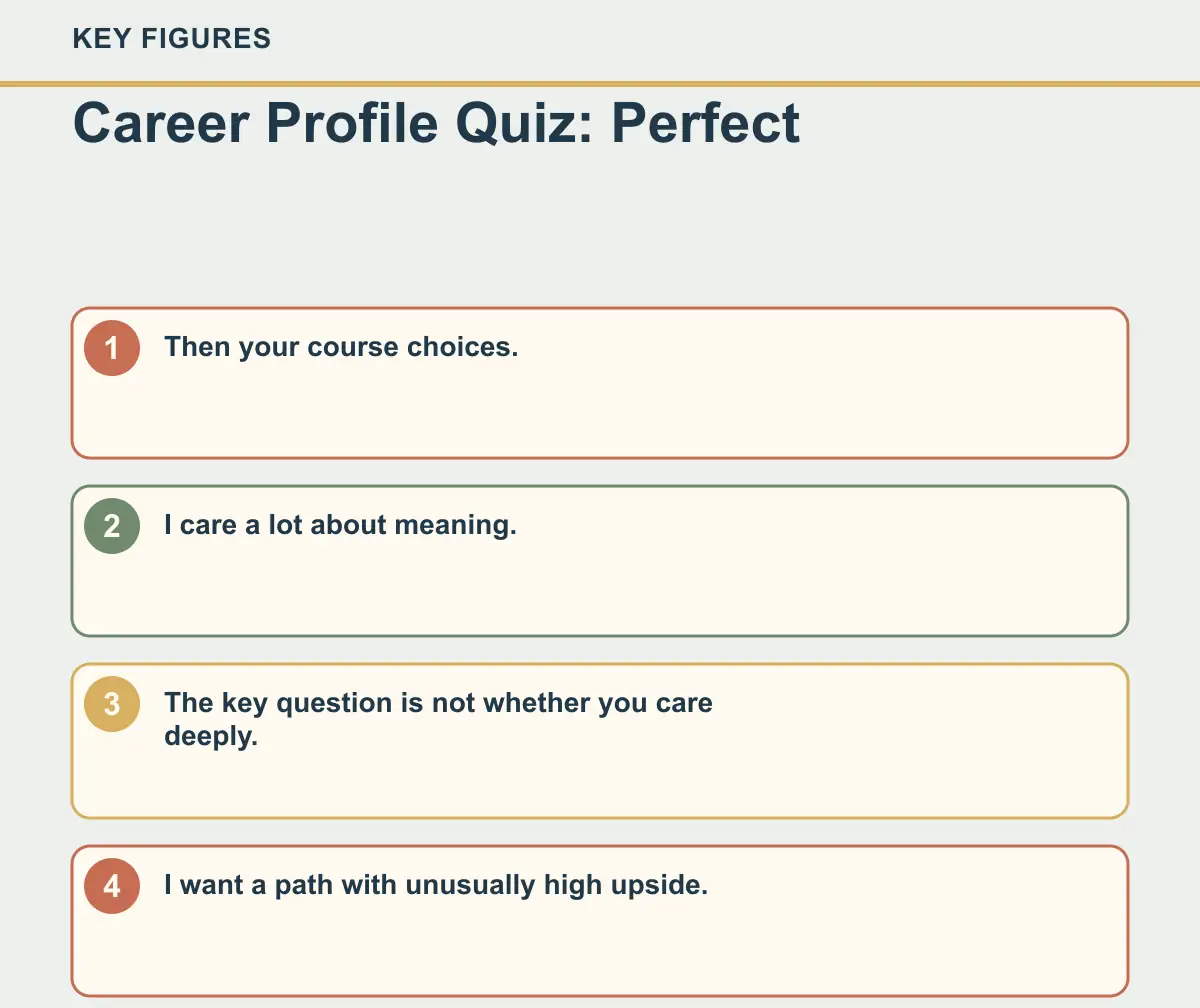 KEY FIGURES
Career Profile Quiz: Perfect
1
Then your course choices.
2
I care a lot about meaning.
3
The key question is not whether you care
deeply.
4
I want a path with unusually high upside.